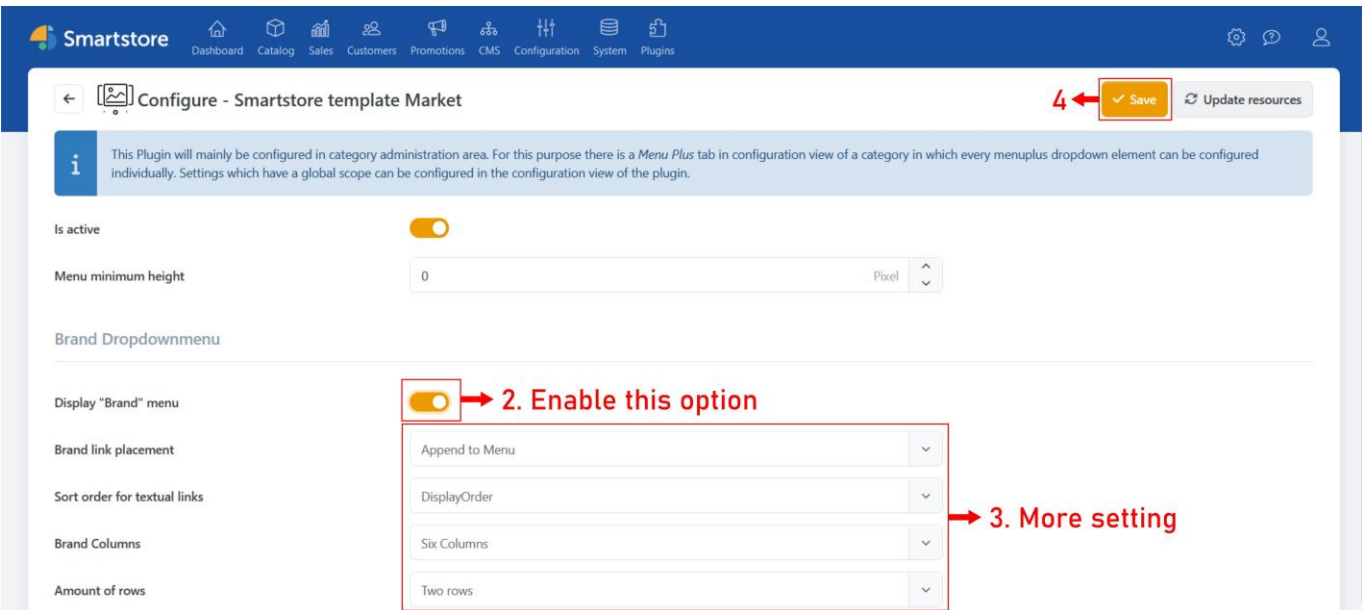 Smartstore
Dashboard Catalog Sales Customers Promotions CMS Configuration System Plugins
Configure - Smartstore template Market
4
Save
Update resources
This Plugin will mainly be configured in category administration area. For this purpose there is a Menu Plus tab in configuration view of a category in which every menuplus dropdown element can be configured
individually. Settings which have a global scope can be configured in the configuration view of the plugin.
Is active
Menu minimum height
0
Pixel
Brand Dropdownmenu
Display "Brand" menu
2. Enable this option
Brand link placement
Append to Menu
Sort order for textual links
DisplayOrder
3. More setting
Brand Columns
Six Columns
Amount of rows
Two rows